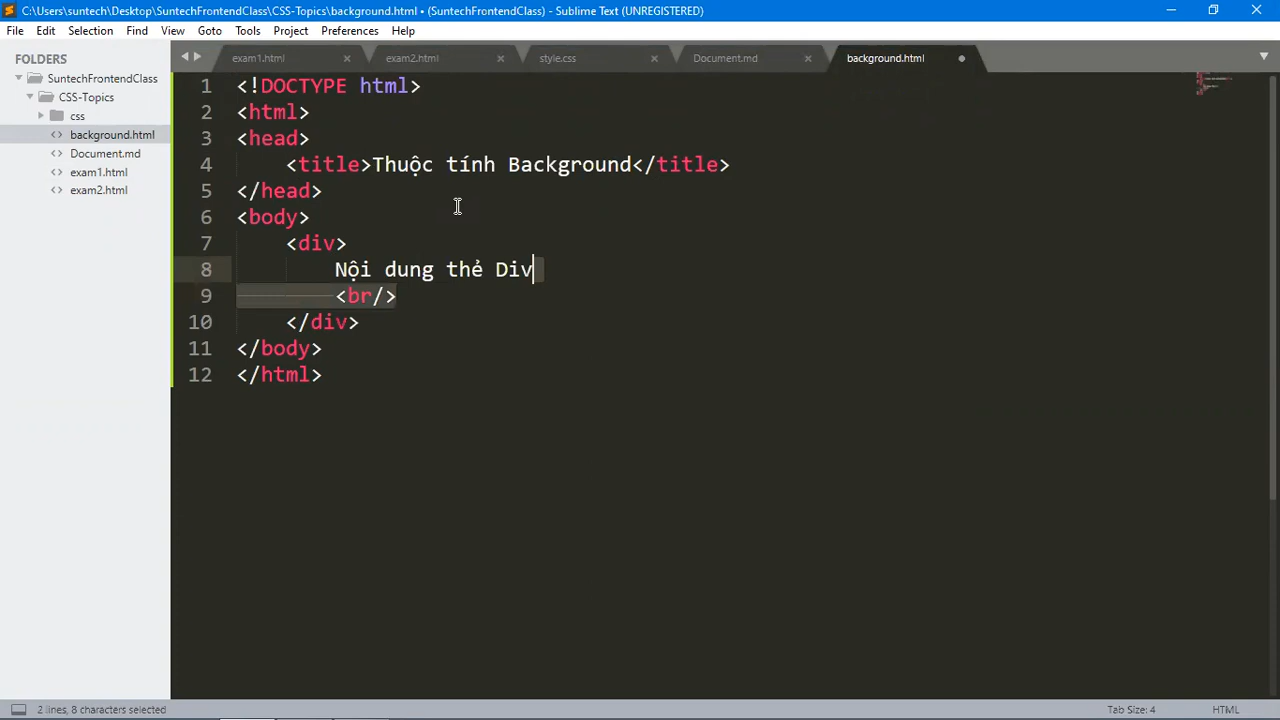 C:\Users\suntech\Desktop\SuntechFrontendClass\CSS-Topics\background.html • (SuntechFrontendClass) - Sublime Text (UNREGISTERED)
File Edit Selection Find View Goto Tools Project Preferences Help
FOLDERS
SuntechFrontendClass
CSS-Topics
css
background.html
Document.md
exam1.html
exam2.html
exam1.html exam2.html style.css Document.md background.html
1 <!DOCTYPE html>
2 <html>
3 <head>
4 <title>Thuộc tính Background</title>
5 </head>
6 <body>
7 <div>
8 Nội dung thẻ Div
9 <br/>
10 </div>
11 </body>
12 </html>
2 lines, 8 characters selected Tab Size: 4 HTML